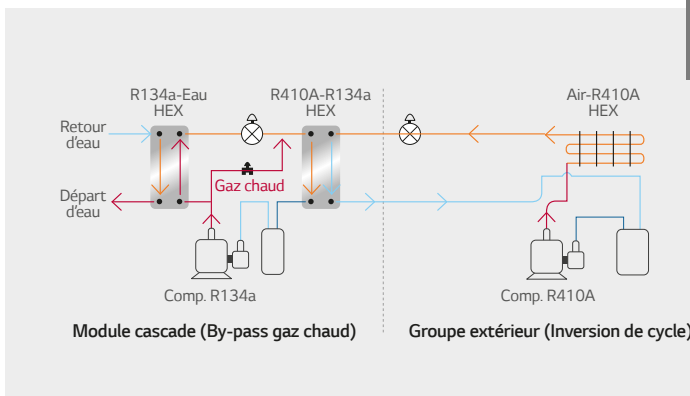 R134a-Eau
HEX
R410A-R134a
HEX
Air-R410A
HEX
Retour
d'eau
Gaz chaud
Départ
d'eau
Comp. R134a
Comp. R410A
Module cascade (By-pass gaz chaud)
Groupe extérieur (Inversion de cycle)